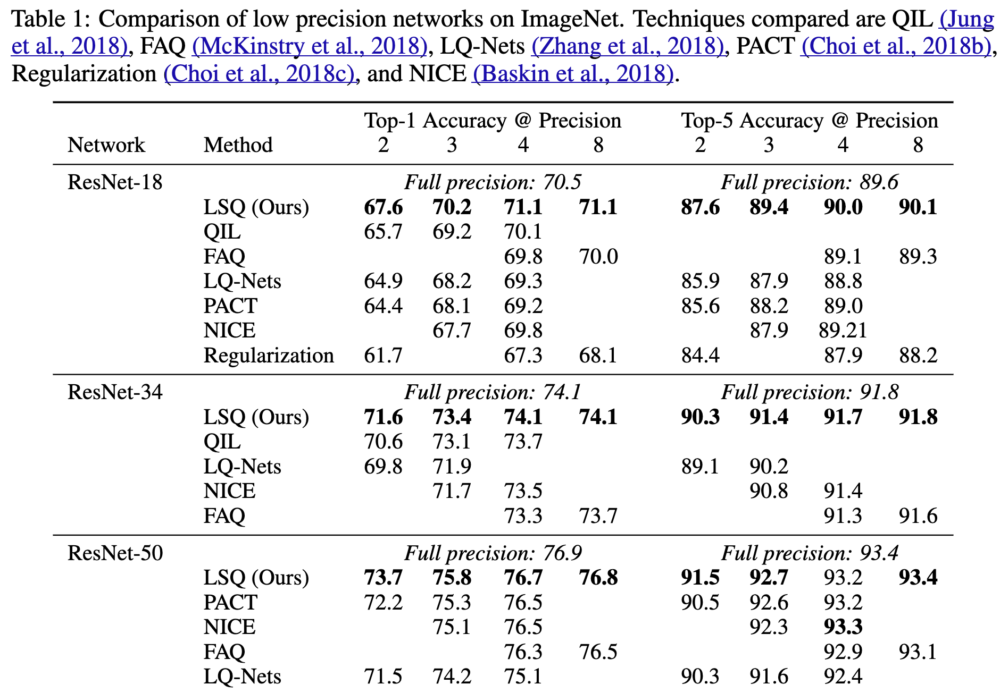 Table 1: Comparison of low precision networks on ImageNet. Techniques compared are QIL (Jung
et al., 2018), FAQ (McKinstry et al., 2018), LQ-Nets (Zhang et al., 2018), PACT (Choi et al., 2018b),
Regularization (Choi et al., 2018c), and NICE (Baskin et al., 2018).
Top-1 Accuracy @ Precision Top-5 Accuracy @ Precision
Network Method 2 3 4 8 2 3 4 8
ResNet-18 Full precision: 70.5 Full precision: 89.6
LSQ (Ours) 67.6 70.2 71.1 71.1 87.6 89.4 90.0 90.1
QIL 65.7 69.2 70.1
FAQ 69.8 70.0 89.1 89.3
LQ-Nets 64.9 68.2 69.3 85.9 87.9 88.8
PACT 64.4 68.1 69.2 85.6 88.2 89.0
NICE 67.7 69.8 87.9 89.21
Regularization 61.7 67.3 68.1 84.4 87.9 88.2
ResNet-34 Full precision: 74.1 Full precision: 91.8
LSQ (Ours) 71.6 73.4 74.1 74.1 90.3 91.4 91.7 91.8
QIL 70.6 73.1 73.7
LQ-Nets 69.8 71.9 89.1 90.2
NICE 71.7 73.5 90.8 91.4
FAQ 73.3 73.7 91.3 91.6
ResNet-50 Full precision: 76.9 Full precision: 93.4
LSQ (Ours) 73.7 75.8 76.7 76.8 91.5 92.7 93.2 93.4
PACT 72.2 75.3 76.5 90.5 92.6 93.2
NICE 75.1 76.5 92.3 93.3
FAQ 76.3 76.5 92.9 93.1
LQ-Nets 71.5 74.2 75.1 90.3 91.6 92.4